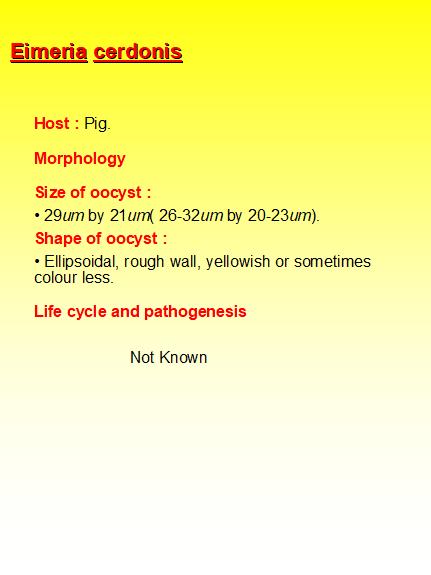 Eimeria cerdonis
Host : Pig.
Morphology
Size of oocyst :
• 29um by 21um( 26-32um by 20-23um).
Shape of oocyst :
• Ellipsoidal, rough wall, yellowish or sometimes
colour less.
Life cycle and pathogenesis
Not Known